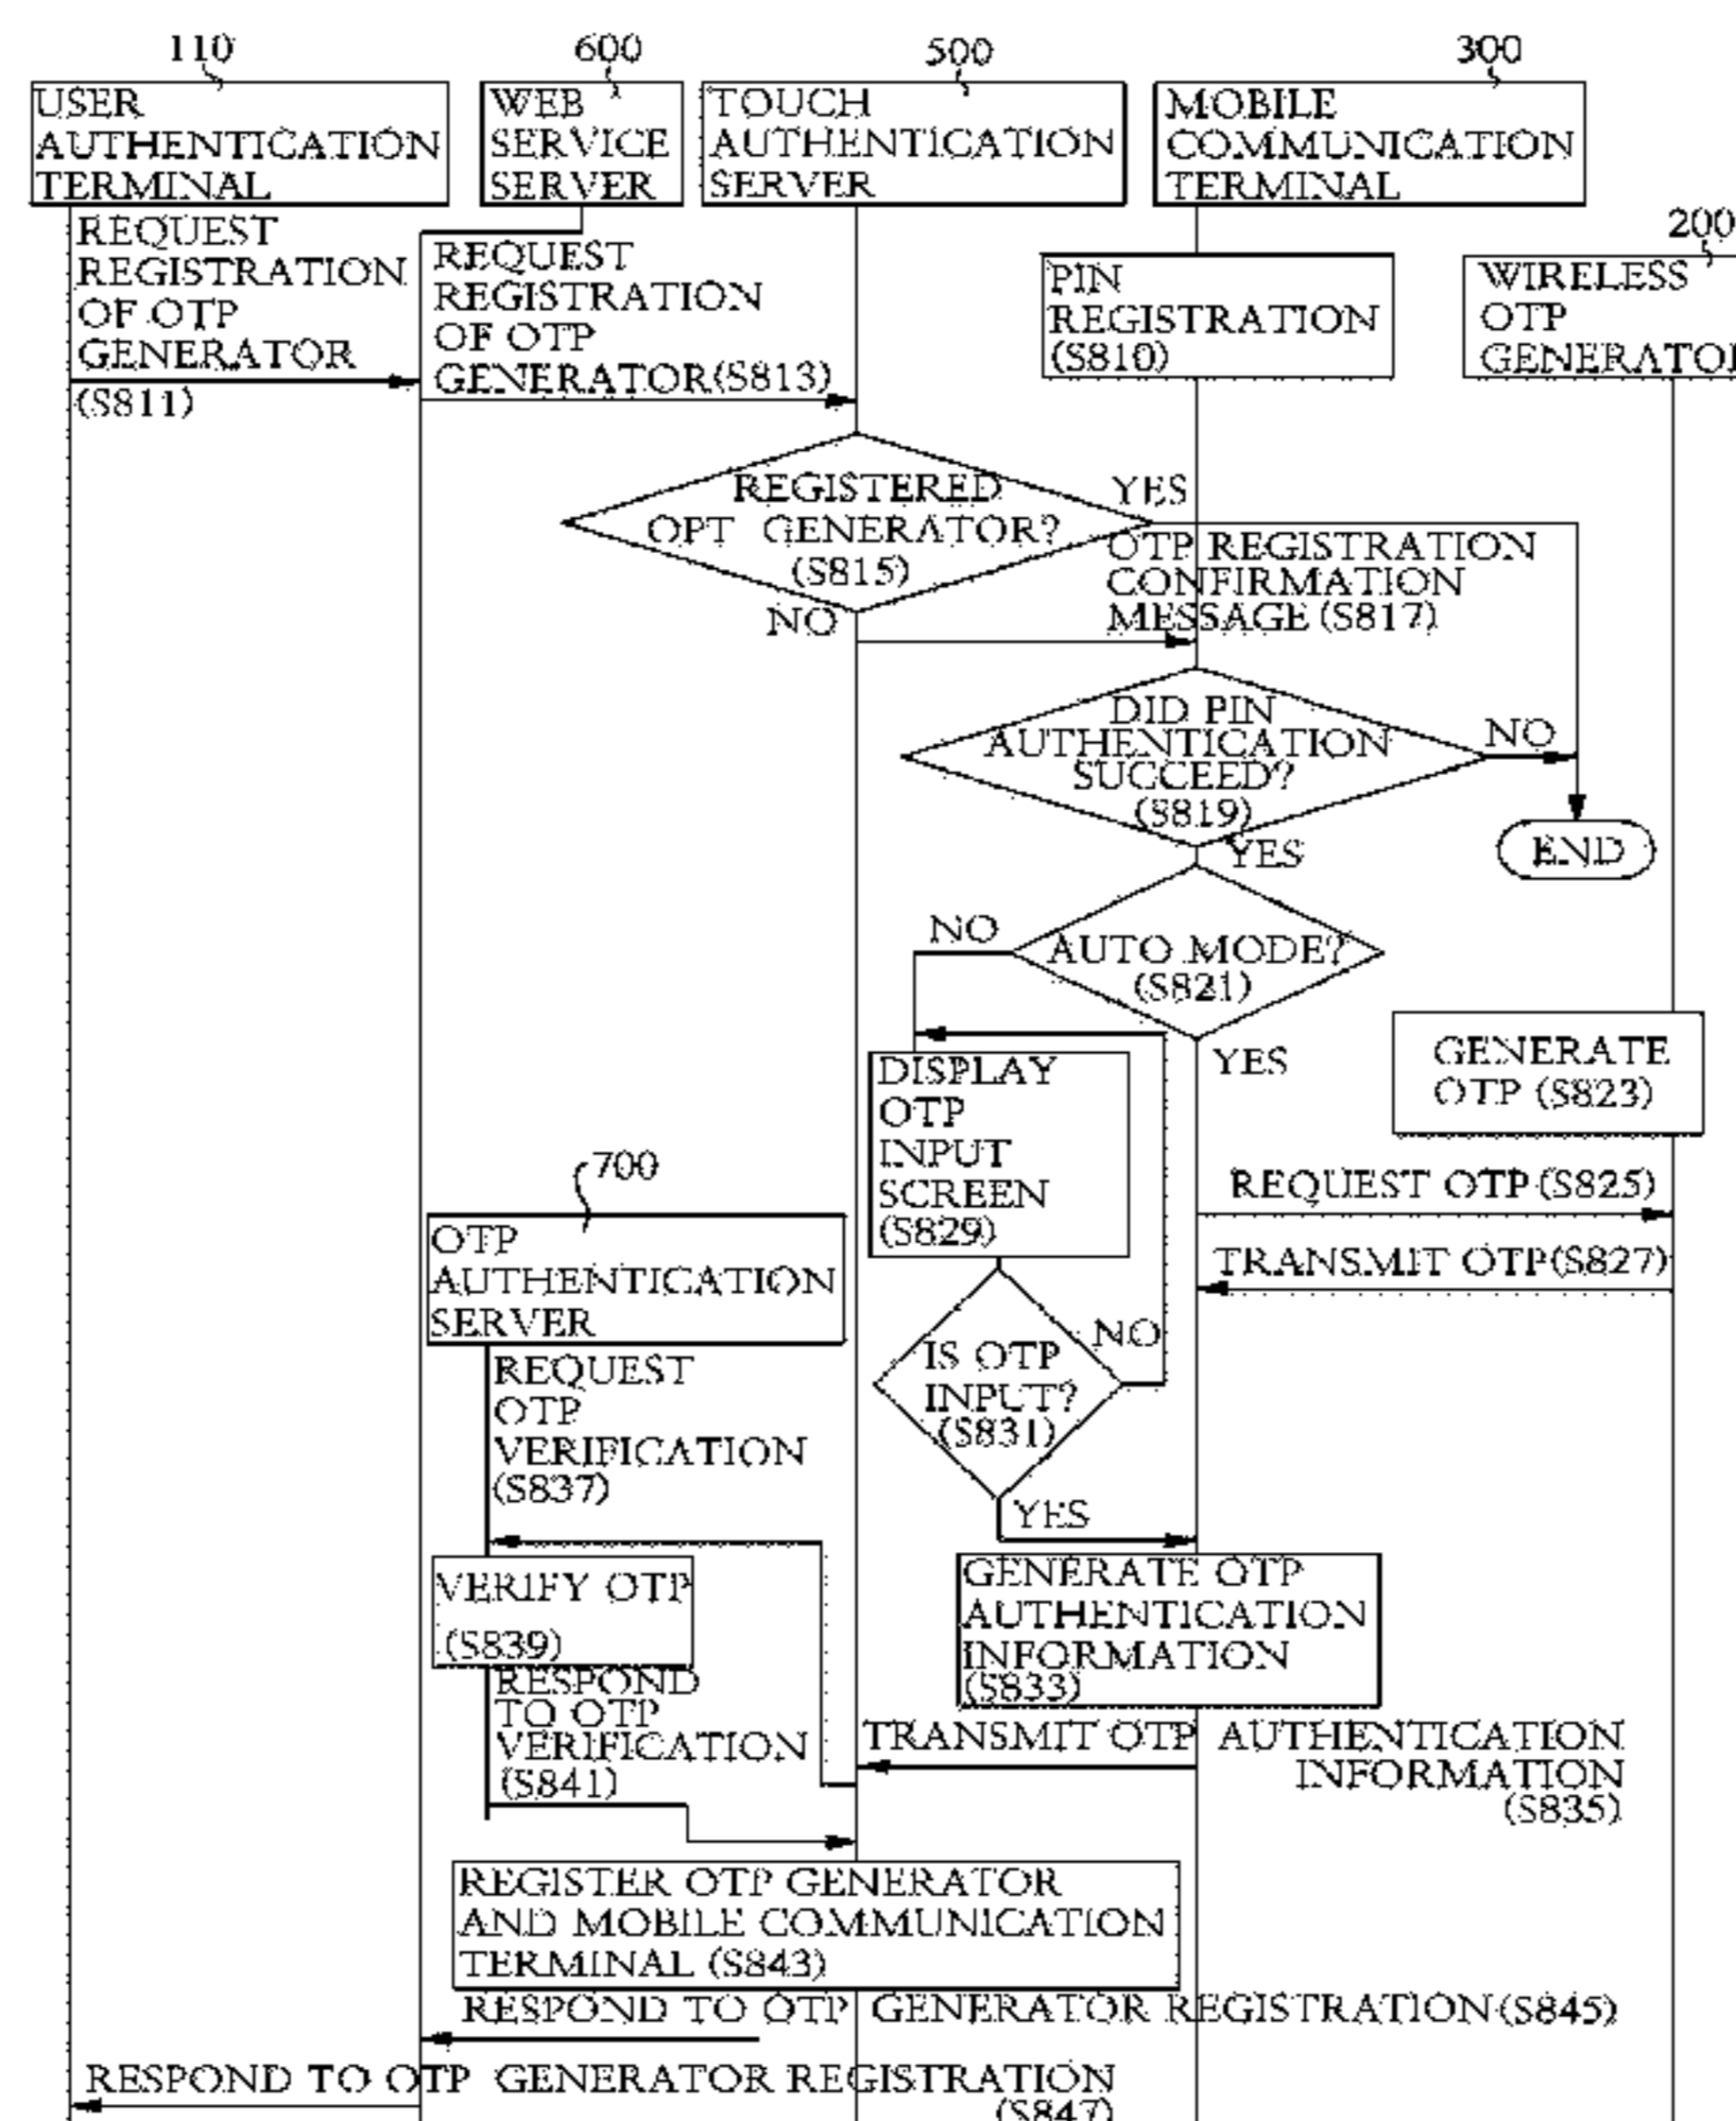 110
600
500
300
USER
AUTHENTICATION
TERMINAL
WEB
SERVICE
SERVER
TOUCH
AUTHENTICATION
SERVER
MOBILE
COMMUNICATION
TERMINAL
200
WIRELESS
OTP
GENERATOR
REQUEST
REGISTRATION
OF OTP
GENERATOR
(S811)
REQUEST
REGISTRATION
OF OTP
GENERATOR(S813)
PIN
REGISTRATION
(S810)
REGISTERED
OPT GENERATOR?
(S815)
YES
NO
OTP REGISTRATION
CONFIRMATION
MESSAGE (S817)
DID PIN
AUTHENTICATION
SUCCEED?
(S819)
NO
YES
END
AUTO MODE?
(S821)
NO
YES
GENERATE
OTP (S823)
DISPLAY
OTP
INPUT
SCREEN
(S829)
REQUEST OTP (S825)
TRANSMIT OTP(S827)
700
OTP
AUTHENTICATION
SERVER
IS OTP
INPUT?
(S831)
NO
YES
REQUEST
OTP
VERIFICATION
(S837)
VERIFY OTP
(S839)
GENERATE OTP
AUTHENTICATION
INFORMATION
(S833)
RESPOND
TO OTP
VERIFICATION
(S841)
TRANSMIT OTP AUTHENTICATION
INFORMATION
(S835)
REGISTER OTP GENERATOR
AND MOBILE COMMUNICATION
TERMINAL (S843)
RESPOND TO OTP GENERATOR REGISTRATION(S845)
RESPOND TO OTP GENERATOR REGISTRATION
(S847)